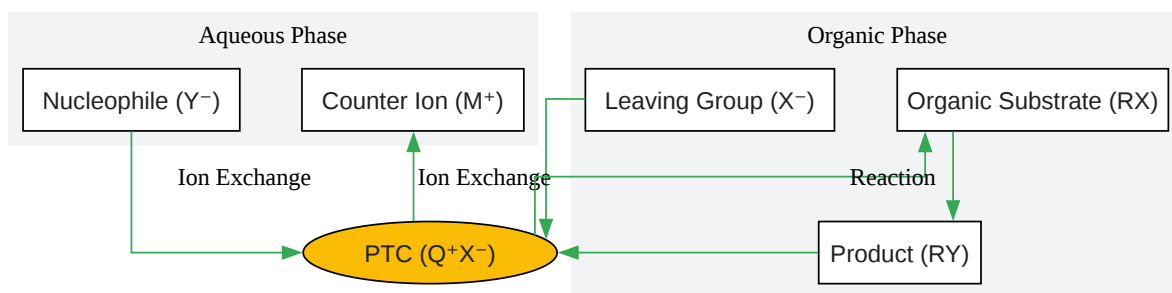 Aqueous Phase
Organic Phase
Nucleophile (Y⁻)
Counter Ion (M⁺)
Leaving Group (X⁻)
Organic Substrate (RX)
Ion Exchange
Ion Exchange
Reaction
PTC (Q⁺X⁻)
Product (RY)